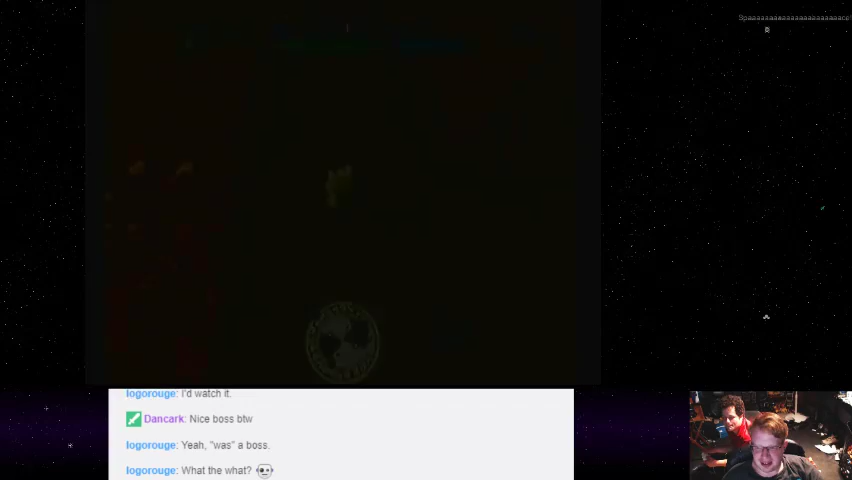 logorouge: I'd watch it.
Dancark: Nice boss btw
logorouge: Yeah, "was" a boss.
logorouge: What the what?